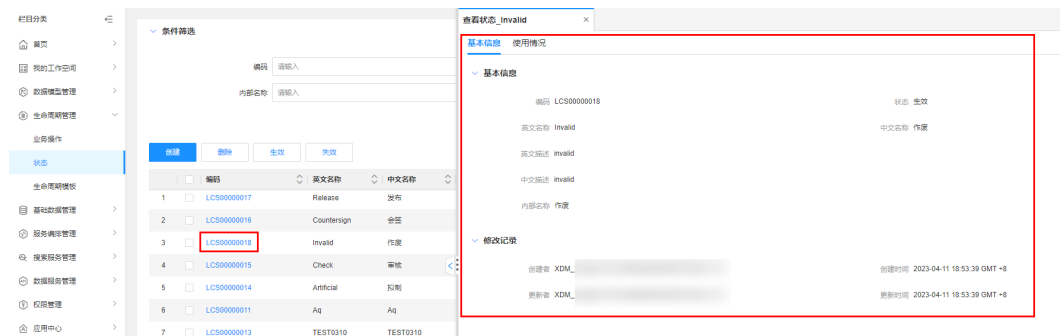 栏目分类
首页
我的工作空间
数据模型管理
生命周期管理
业务操作
状态
生命周期模板
基础数据管理
服务编排管理
搜索服务管理
数据服务管理
权限管理
应用中心
条件筛选
编码 请输入
内部名称 请输入
创建 删除 生效 失效
编码 英文名称 中文名称
1 LCS00000017 Release 发布
2 LCS00000016 Countersign 会签
3 LCS00000018 Invalid 作废
4 LCS00000015 Check 审核
5 LCS00000014 Artificial 拟制
6 LCS00000011 Aq Aq
7 LCS00000013 TEST0310 TEST0310
查看状态_Invalid ×
基本信息 使用情况
基本信息
编码 LCS00000018 状态 生效
英文名称 Invalid 中文名称 作废
英文描述 invalid
中文描述 invalid
内部名称 作废
修改记录
创建者 XDM_ 创建时间 2023-04-11 18:53:39 GMT +8
更新者 XDM_ 更新时间 2023-04-11 18:53:39 GMT +8